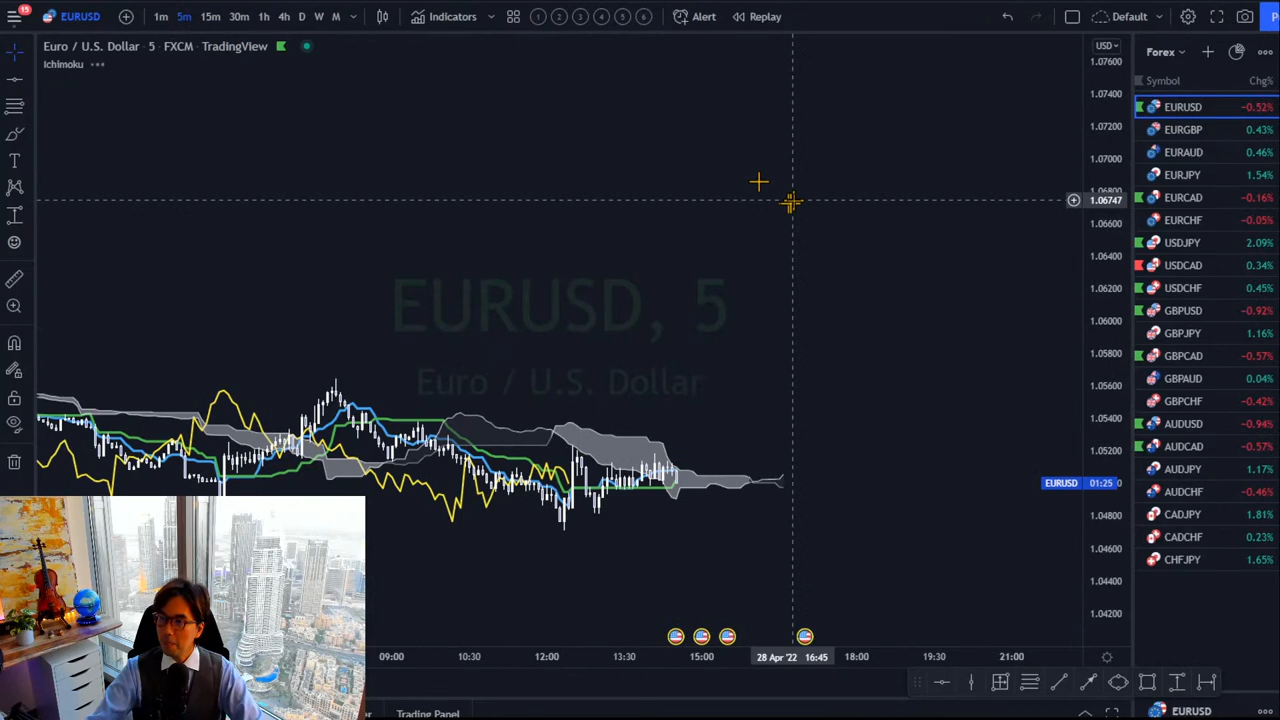 15
EURUSD
1m 5m 15m 30m 1h 4h D W M
Indicators
1 2 3 4 5 6
Alert
Replay
Default
P
Euro / U.S. Dollar · 5 · FXCM · TradingView
Ichimoku
USD
1.07600
1.07400
1.07200
1.07000
1.06747
1.06600
1.06400
1.06200
1.06000
1.05800
1.05600
1.05400
1.05200
EURUSD 01:25
1.04800
1.04600
1.04400
1.04200
EURUSD, 5
Euro / U.S. Dollar
09:00 10:30 12:00 13:30 15:00 28 Apr '22 16:45 18:00 19:30 21:00
Trading Panel
Forex
Symbol Chg%
EURUSD −0.52%
EURGBP 0.43%
EURAUD 0.46%
EURJPY 1.54%
EURCAD −0.16%
EURCHF −0.05%
USDJPY 2.09%
USDCAD 0.34%
USDCHF 0.45%
GBPUSD −0.92%
GBPJPY 1.16%
GBPCAD −0.57%
GBPAUD 0.04%
GBPCHF −0.42%
AUDUSD −0.94%
AUDCAD −0.57%
AUDJPY 1.17%
AUDCHF −0.46%
CADJPY 1.81%
CADCHF 0.23%
CHFJPY 1.65%
EURUSD